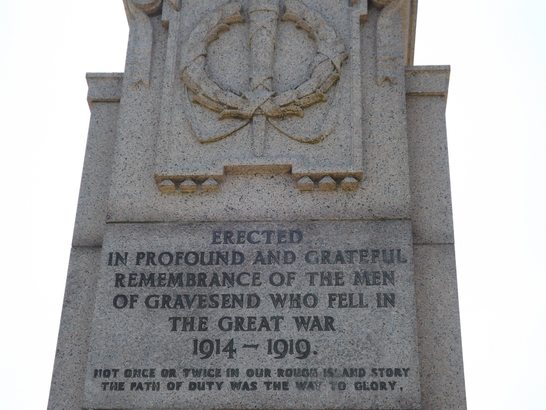 ERECTED
IN PROFOUND AND GRATEFUL
REMEMBRANCE OF THE MEN
OF GRAVESEND WHO FELL IN
THE GREAT WAR
1914 – 1919.
NOT ONCE OR TWICE IN OUR ROUGH ISLAND STORY
THE PATH OF DUTY WAS THE WAY TO GLORY.